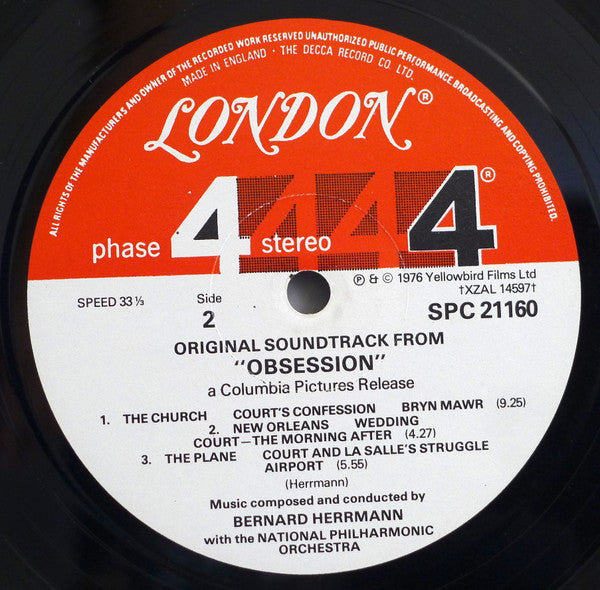 ALL RIGHTS OF THE MANUFACTURERS AND OWNER OF THE RECORDED WORK RESERVED UNAUTHORIZED PUBLIC PERFORMANCE, BROADCASTING AND COPYING PROHIBITED.
MADE IN ENGLAND · THE DECCA RECORD CO LTD.
LONDON®
phase 4 stereo 4 4 4®
Ⓟ & © 1976 Yellowbird Films Ltd
SPEED 33⅓ Side †XZAL 14597†
2 SPC 21160
ORIGINAL SOUNDTRACK FROM
"OBSESSION"
a Columbia Pictures Release
1. THE CHURCH COURT'S CONFESSION BRYN MAWR (9.25)
2. NEW ORLEANS WEDDING
COURT—THE MORNING AFTER (4.27)
3. THE PLANE COURT AND LA SALLE'S STRUGGLE
AIRPORT (5.55)
(Herrmann)
Music composed and conducted by
BERNARD HERRMANN
with the NATIONAL PHILHARMONIC
ORCHESTRA